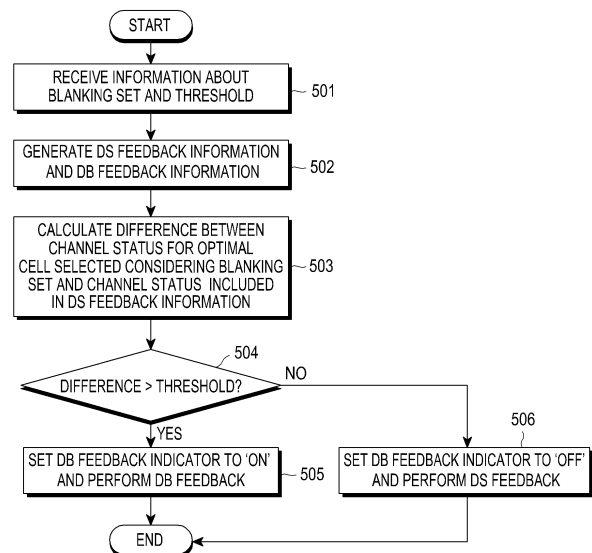 START
RECEIVE INFORMATION ABOUT
BLANKING SET AND THRESHOLD
501
GENERATE DS FEEDBACK INFORMATION
AND DB FEEDBACK INFORMATION
502
CALCULATE DIFFERENCE BETWEEN
CHANNEL STATUS FOR OPTIMAL
CELL SELECTED CONSIDERING BLANKING
SET AND CHANNEL STATUS INCLUDED
IN DS FEEDBACK INFORMATION
503
504
DIFFERENCE > THRESHOLD?
NO
YES
506
SET DB FEEDBACK INDICATOR TO 'ON'
AND PERFORM DB FEEDBACK
505
SET DB FEEDBACK INDICATOR TO 'OFF'
AND PERFORM DS FEEDBACK
END